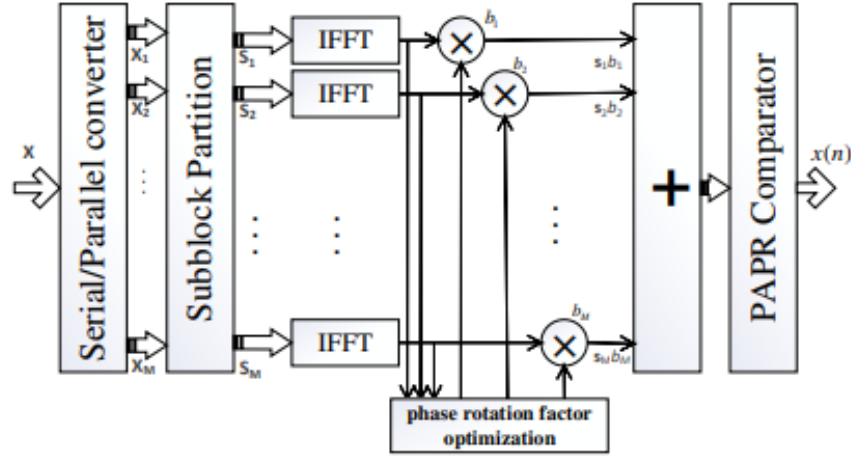 X
Serial/Parallel converter
X₁
X₂
X_M
Subblock Partition
S₁
S₂
S_M
IFFT
IFFT
IFFT
b₁
b₂
b_M
s₁b₁
s₂b₂
s_Mb_M
phase rotation factor
optimization
+
PAPR Comparator
x(n)